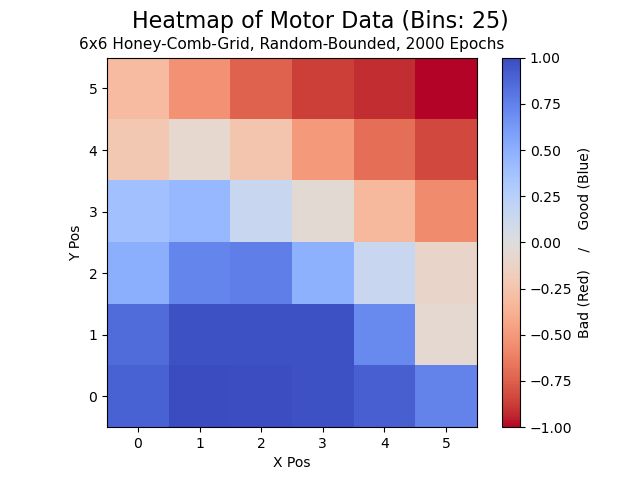 Heatmap of Motor Data (Bins: 25)
6x6 Honey-Comb-Grid, Random-Bounded, 2000 Epochs
5
4
3
2
1
0
Y Pos
0 1 2 3 4 5
X Pos
1.00
0.75
0.50
0.25
0.00
−0.25
−0.50
−0.75
−1.00
Bad (Red) / Good (Blue)